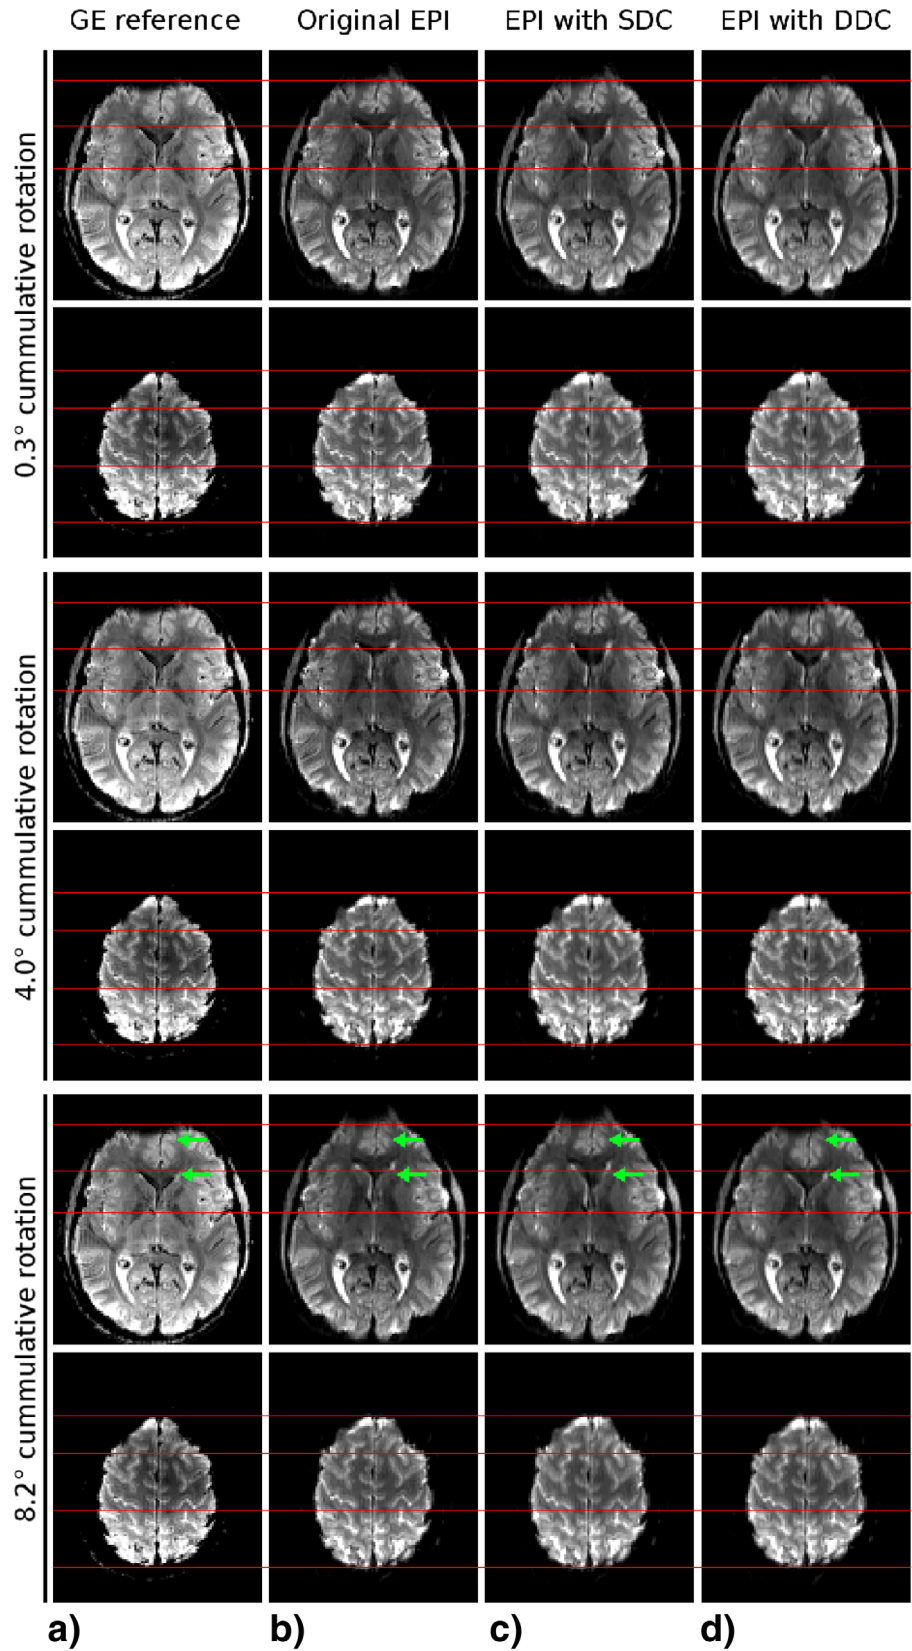 GE reference Original EPI EPI with SDC EPI with DDC
0.3° cummulative rotation
4.0° cummulative rotation
8.2° cummulative rotation
a) b) c) d)